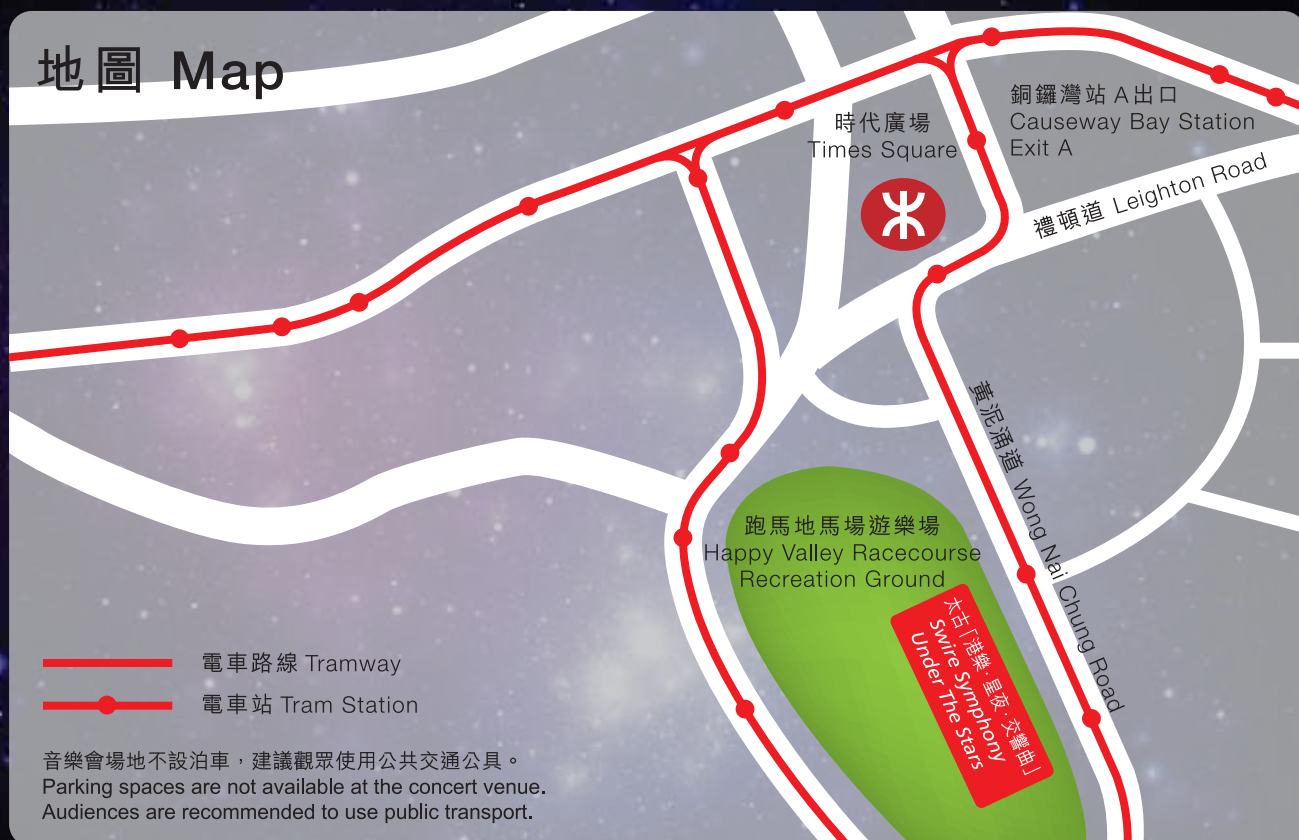 地圖 Map
時代廣場
Times Square
銅鑼灣站 A出口
Causeway Bay Station
Exit A
禮頓道 Leighton Road
黃泥涌道 Wong Nai Chung Road
跑馬地馬場遊樂場
Happy Valley Racecourse
Recreation Ground
太古「港樂·星夜·交響曲」
Swire Symphony
Under The Stars
電車路線 Tramway
電車站 Tram Station
音樂會場地不設泊車，建議觀眾使用公共交通公具。
Parking spaces are not available at the concert venue.
Audiences are recommended to use public transport.